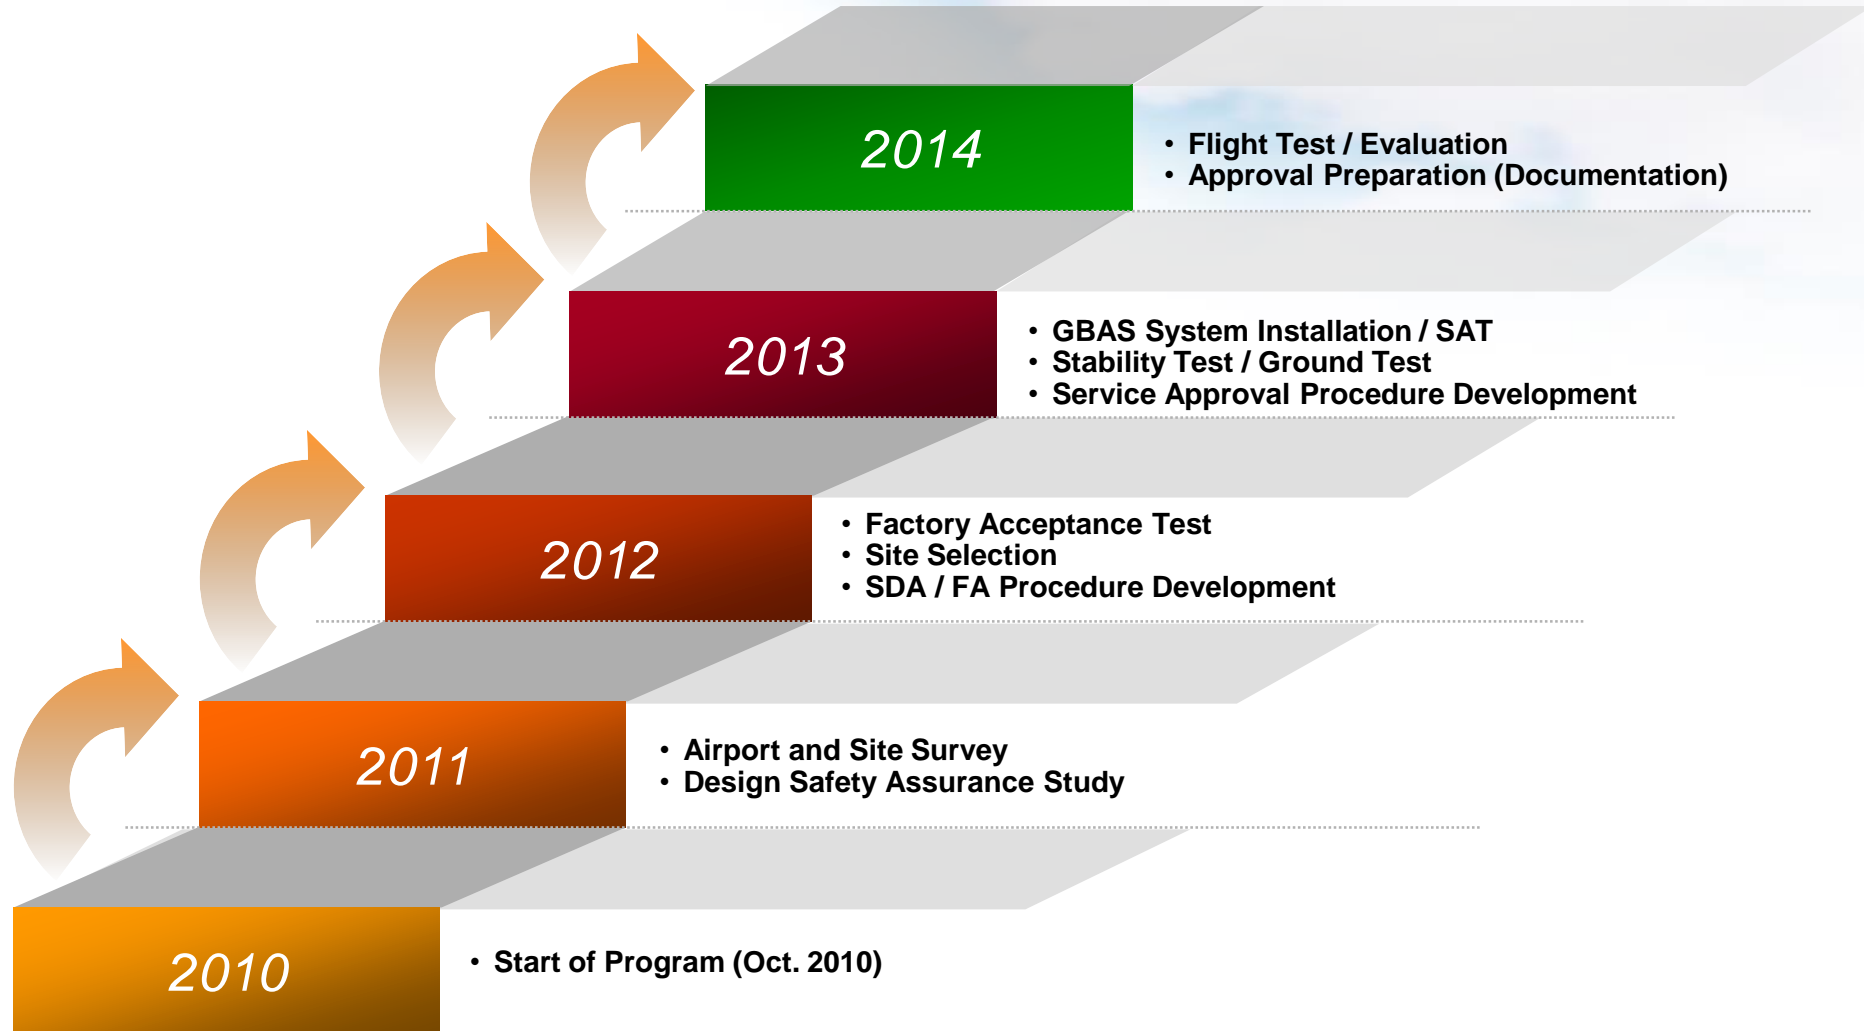 2014
• Flight Test / Evaluation
• Approval Preparation (Documentation)
2013
• GBAS System Installation / SAT
• Stability Test / Ground Test
• Service Approval Procedure Development
2012
• Factory Acceptance Test
• Site Selection
• SDA / FA Procedure Development
2011
• Airport and Site Survey
• Design Safety Assurance Study
2010
• Start of Program (Oct. 2010)